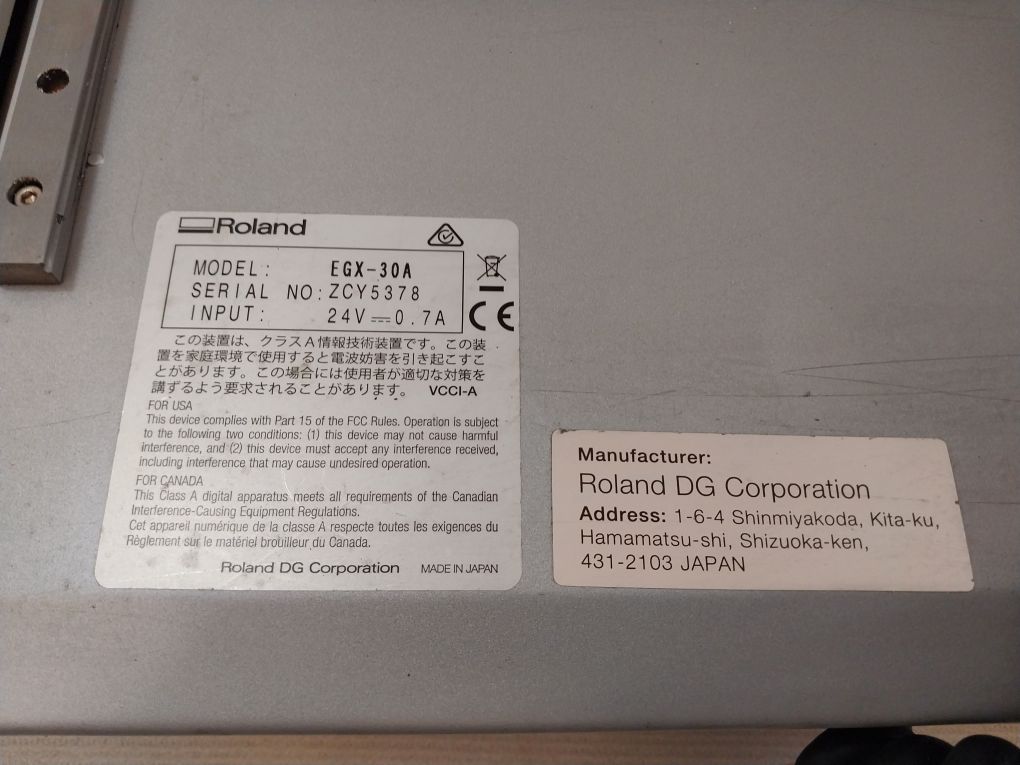 Roland
MODEL: EGX-30A
SERIAL NO: ZCY5378
INPUT: 24V⎓0.7A
CE
この装置は、クラスA情報技術装置です。この装
置を家庭環境で使用すると電波妨害を引き起こすこ
とがあります。この場合には使用者が適切な対策を
講ずるよう要求されることがあります。 VCCI-A
FOR USA
This device complies with Part 15 of the FCC Rules. Operation is subject
to the following two conditions: (1) this device may not cause harmful
interference, and (2) this device must accept any interference received,
including interference that may cause undesired operation.
FOR CANADA
This Class A digital apparatus meets all requirements of the Canadian
Interference-Causing Equipment Regulations.
Cet appareil numérique de la classe A respecte toutes les exigences du
Règlement sur le matériel brouilleur du Canada.
Roland DG Corporation MADE IN JAPAN
Manufacturer:
Roland DG Corporation
Address: 1-6-4 Shinmiyakoda, Kita-ku,
Hamamatsu-shi, Shizuoka-ken,
431-2103 JAPAN